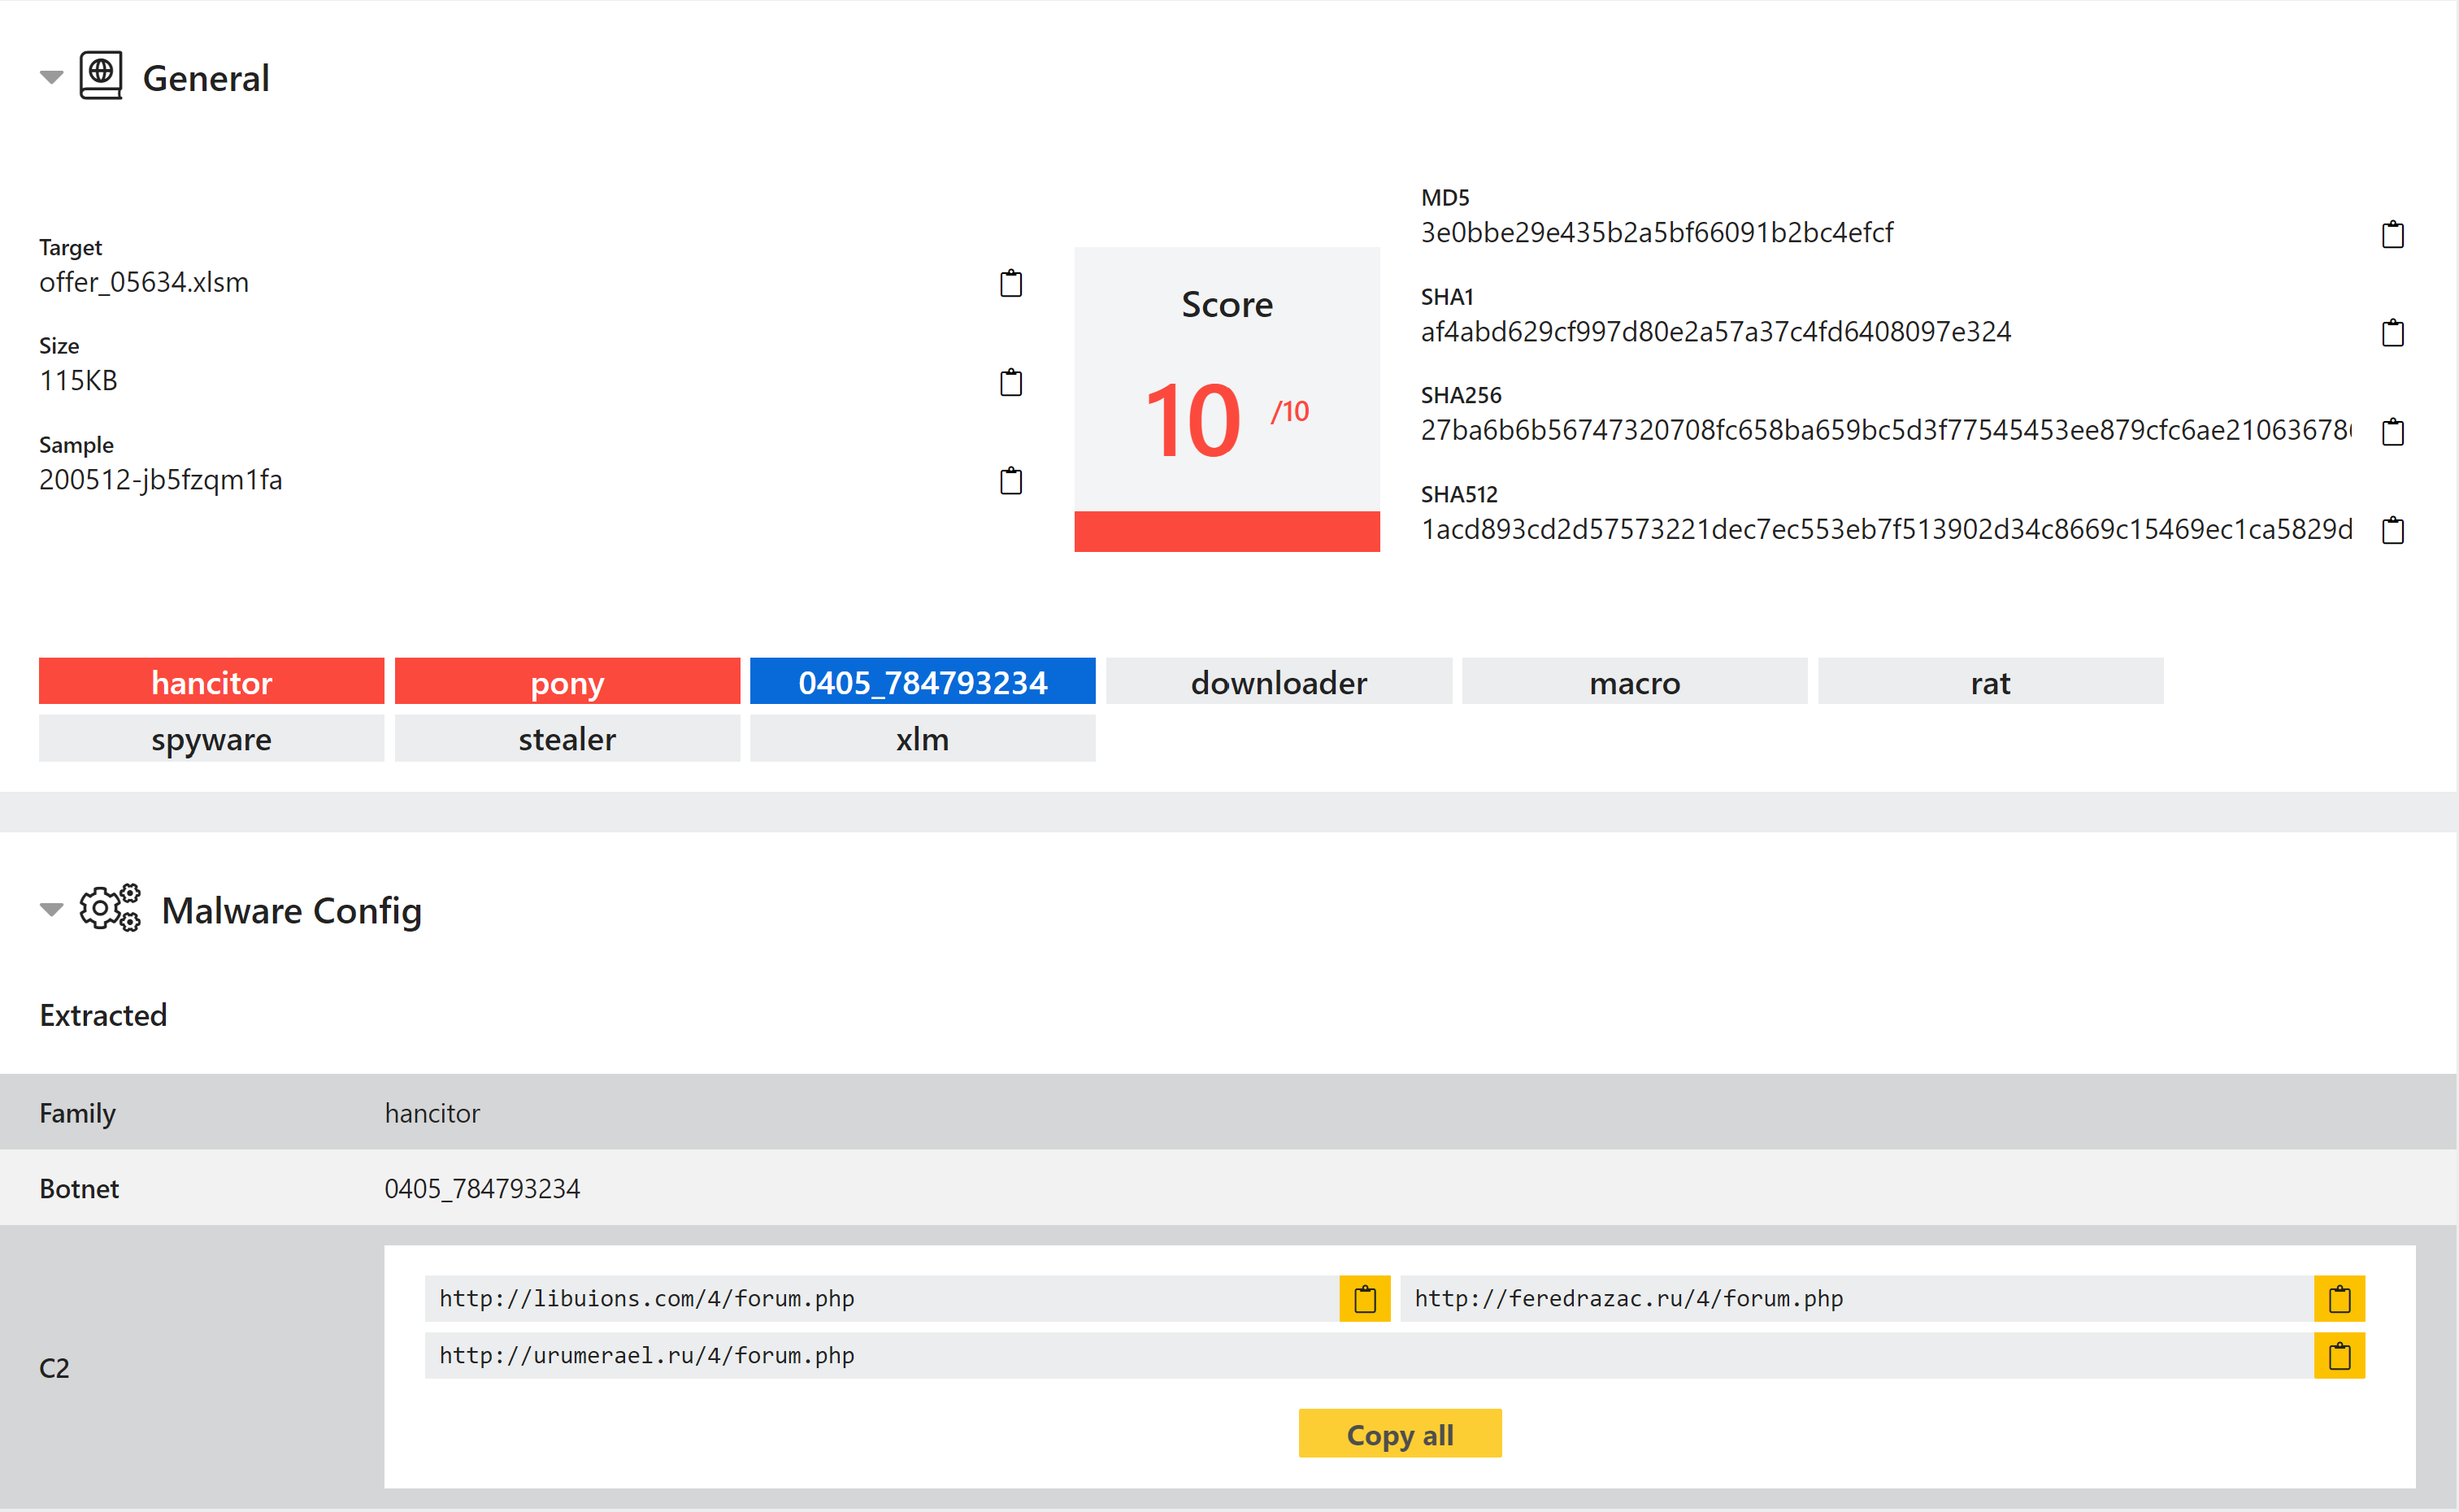 General
Target
offer_05634.xlsm
Size
115KB
Sample
200512-jb5fzqm1fa
Score
10 /10
MD5
3e0bbe29e435b2a5bf66091b2bc4efcf
SHA1
af4abd629cf997d80e2a57a37c4fd6408097e324
SHA256
27ba6b6b56747320708fc658ba659bc5d3f77545453ee879cfc6ae21063678
SHA512
1acd893cd2d57573221dec7ec553eb7f513902d34c8669c15469ec1ca5829d
hancitor pony 0405_784793234 downloader macro rat
spyware stealer xlm
Malware Config
Extracted
Family hancitor
Botnet 0405_784793234
C2
http://libuions.com/4/forum.php http://feredrazac.ru/4/forum.php
http://urumerael.ru/4/forum.php
Copy all